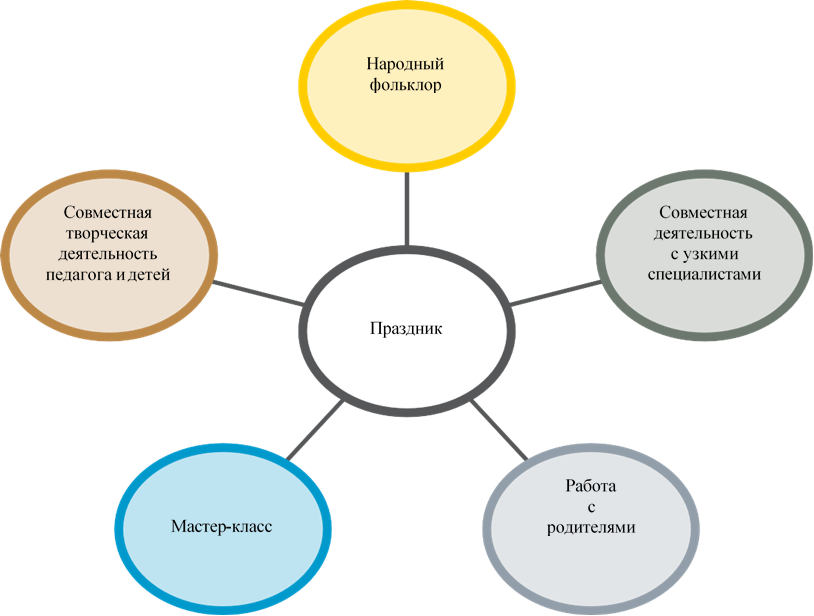 Народный
фольклор
Совместная
творческая
деятельность
педагога и детей
Совместная
деятельность
с узкими
специалистами
Праздник
Мастер-класс
Работа
с
родителями